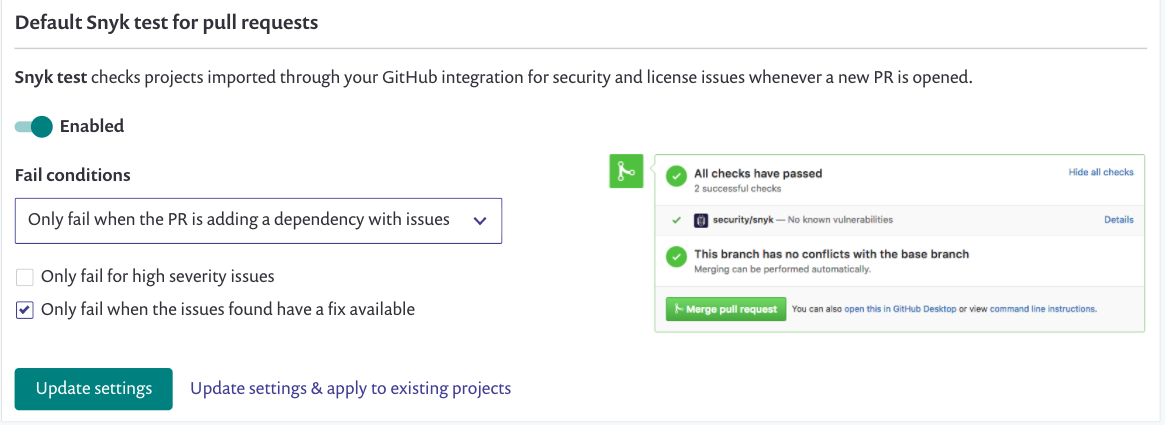 Default Snyk test for pull requests
Snyk test checks projects imported through your GitHub integration for security and license issues whenever a new PR is opened.
Enabled
Fail conditions
Only fail when the PR is adding a dependency with issues
Only fail for high severity issues
Only fail when the issues found have a fix available
All checks have passed
Hide all checks
2 successful checks
security/snyk — No known vulnerabilities
Details
This branch has no conflicts with the base branch
Merging can be performed automatically.
Merge pull request
You can also open this in GitHub Desktop or view command line instructions.
Update settings
Update settings & apply to existing projects